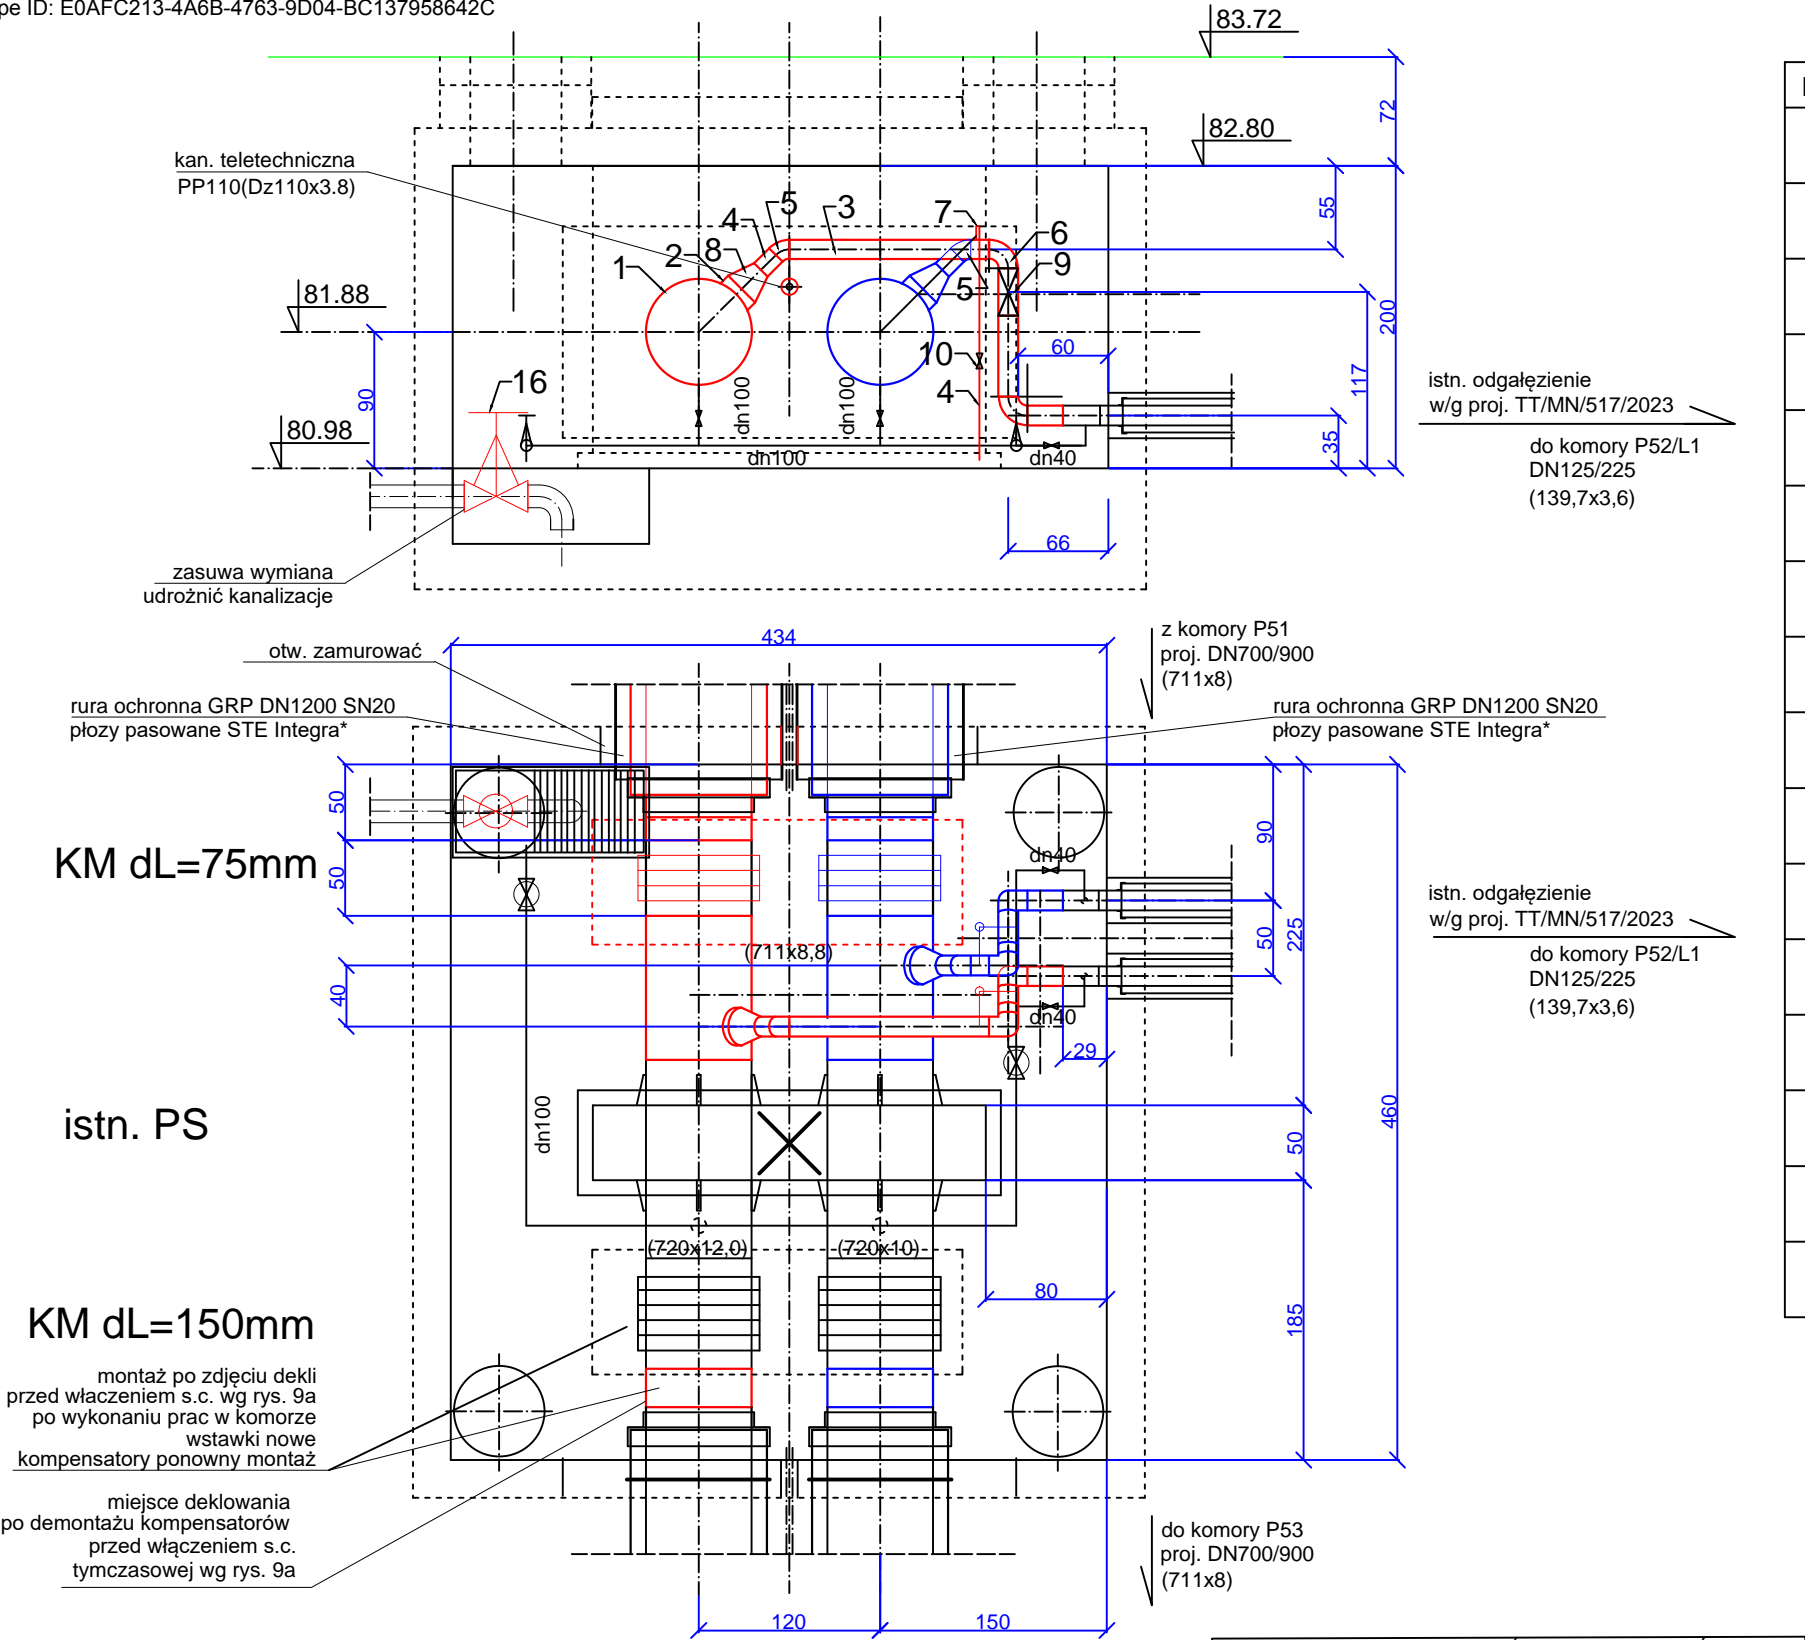 pe ID: E0AFC213-4A6B-4763-9D04-BC137958642C
83.72
72
82.80
kan. teletechniczna
PP110(Dz110x3.8)
55
1
2
8
4
5
3
7
6
9
5
10
4
81.88
200
117
60
90
16
dn100
dn100
80.98
dn100
dn40
35
66
istn. odgałęzienie
w/g proj. TT/MN/517/2023
do komory P52/L1
DN125/225
(139,7x3,6)
zasuwa wymiana
udrożnić kanalizacje
434
z komory P51
proj. DN700/900
(711x8)
otw. zamurować
rura ochronna GRP DN1200 SN20
płozy pasowane STE Integra*
rura ochronna GRP DN1200 SN20
płozy pasowane STE Integra*
50
50
40
KM dL=75mm
dn40
90
50
225
(711x8,8)
dn40
29
istn. odgałęzienie
w/g proj. TT/MN/517/2023
do komory P52/L1
DN125/225
(139,7x3,6)
istn. PS
dn100
50
460
(720x12,0)
(720x10)
80
185
KM dL=150mm
montaż po zdjęciu dekli
przed właczeniem s.c. wg rys. 9a
po wykonaniu prac w komorze
wstawki nowe
kompensatory ponowny montaż
miejsce deklowania
po demontażu kompensatorów
przed włączeniem s.c.
tymczasowej wg rys. 9a
do komory P53
proj. DN700/900
(711x8)
120
150